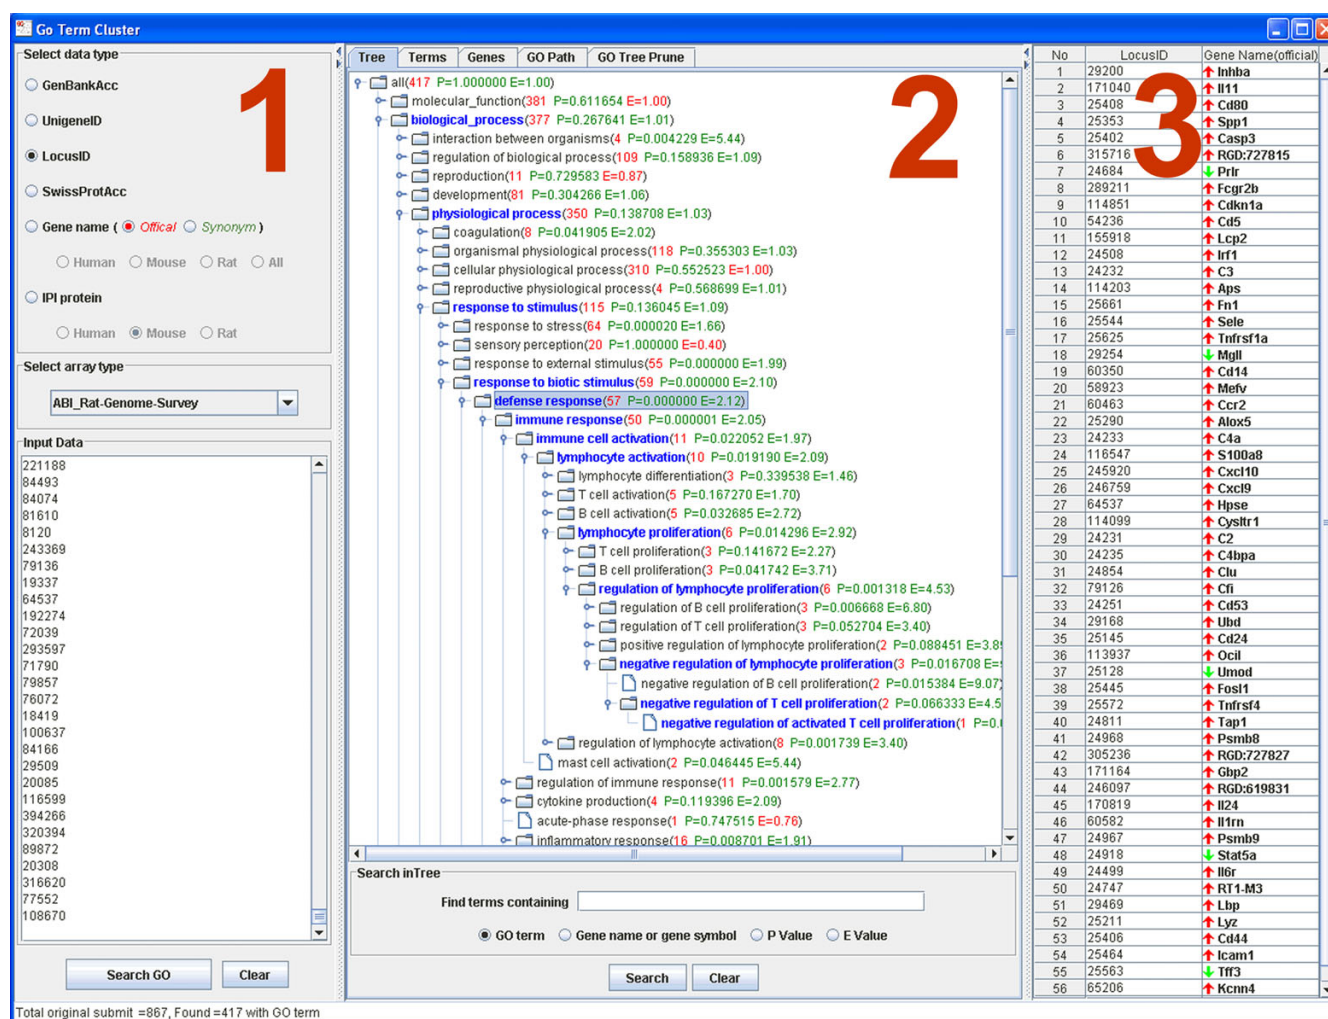 Go Term Cluster
1
2
3
Select data type
GenBankAcc
UnigeneID
LocusID
SwissProtAcc
Gene name ( Offical Synonym )
Human Mouse Rat All
IPI protein
Human Mouse Rat
Select array type
ABI_Rat-Genome-Survey
Input Data
221188
84493
84074
81610
8120
243369
79136
19337
64537
192274
72039
293597
71790
79857
76072
18419
100637
84166
29509
20085
116599
394266
320394
89872
20308
316620
77552
108670
Search GO Clear
Tree Terms Genes GO Path GO Tree Prune
all(417 P=1.000000 E=1.00)
molecular_function(381 P=0.611654 E=1.00)
biological_process(377 P=0.267641 E=1.01)
interaction between organisms(4 P=0.004229 E=5.44)
regulation of biological process(109 P=0.158936 E=1.09)
reproduction(11 P=0.729583 E=0.87)
development(81 P=0.304266 E=1.06)
physiological process(350 P=0.138708 E=1.03)
coagulation(8 P=0.041905 E=2.02)
organismal physiological process(118 P=0.355303 E=1.03)
cellular physiological process(310 P=0.552523 E=1.00)
reproductive physiological process(4 P=0.568699 E=1.01)
response to stimulus(115 P=0.136045 E=1.09)
response to stress(64 P=0.000020 E=1.66)
sensory perception(20 P=1.000000 E=0.40)
response to external stimulus(55 P=0.000000 E=1.99)
response to biotic stimulus(59 P=0.000000 E=2.10)
defense response(57 P=0.000000 E=2.12)
immune response(50 P=0.000001 E=2.05)
immune cell activation(11 P=0.022052 E=1.97)
lymphocyte activation(10 P=0.019190 E=2.09)
lymphocyte differentiation(3 P=0.339538 E=1.46)
T cell activation(5 P=0.167270 E=1.70)
B cell activation(5 P=0.032685 E=2.72)
lymphocyte proliferation(6 P=0.014296 E=2.92)
T cell proliferation(3 P=0.141672 E=2.27)
B cell proliferation(3 P=0.041742 E=3.71)
regulation of lymphocyte proliferation(6 P=0.001318 E=4.53)
regulation of B cell proliferation(3 P=0.006668 E=6.80)
regulation of T cell proliferation(3 P=0.052704 E=3.40)
positive regulation of lymphocyte proliferation(2 P=0.088451 E=3.8
negative regulation of lymphocyte proliferation(3 P=0.016708 E=
negative regulation of B cell proliferation(2 P=0.015384 E=9.07)
negative regulation of T cell proliferation(2 P=0.066333 E=4.5
negative regulation of activated T cell proliferation(1 P=0.
regulation of lymphocyte activation(8 P=0.001739 E=3.40)
mast cell activation(2 P=0.046445 E=5.44)
regulation of immune response(11 P=0.001579 E=2.77)
cytokine production(4 P=0.119396 E=2.09)
acute-phase response(1 P=0.747515 E=0.76)
inflammatory response(16 P=0.008701 E=1.91)
Search inTree
Find terms containing
GO term Gene name or gene symbol P Value E Value
Search Clear
No LocusID Gene Name(official)
1 29200 Inhba
2 171040 Il11
3 25408 Cd80
4 25353 Spp1
5 25402 Casp3
6 315716 RGD:727815
7 24684 Prlr
8 289211 Fcgr2b
9 114851 Cdkn1a
10 54236 Cd5
11 155918 Lcp2
12 24508 Irf1
13 24232 C3
14 114203 Aps
15 25661 Fn1
16 25544 Sele
17 25625 Tnfrsf1a
18 29254 Mgll
19 60350 Cd14
20 58923 Mefv
21 60463 Ccr2
22 25290 Alox5
23 24233 C4a
24 116547 S100a8
25 245920 Cxcl10
26 246759 Cxcl9
27 64537 Hpse
28 114099 Cysltr1
29 24231 C2
30 24235 C4bpa
31 24854 Clu
32 79126 Cfi
33 24251 Cd53
34 29168 Ubd
35 25145 Cd24
36 113937 Ocil
37 25128 Umod
38 25445 Fosl1
39 25572 Tnfrsf4
40 24811 Tap1
41 24968 Psmb8
42 305236 RGD:727827
43 171164 Gbp2
44 246097 RGD:619831
45 170819 Il24
46 60582 Il1rn
47 24967 Psmb9
48 24918 Stat5a
49 24499 Il6r
50 24747 RT1-M3
51 29469 Lbp
52 25211 Lyz
53 25406 Cd44
54 25464 Icam1
55 25563 Tff3
56 65206 Kcnn4
Total original submit =867, Found =417 with GO term